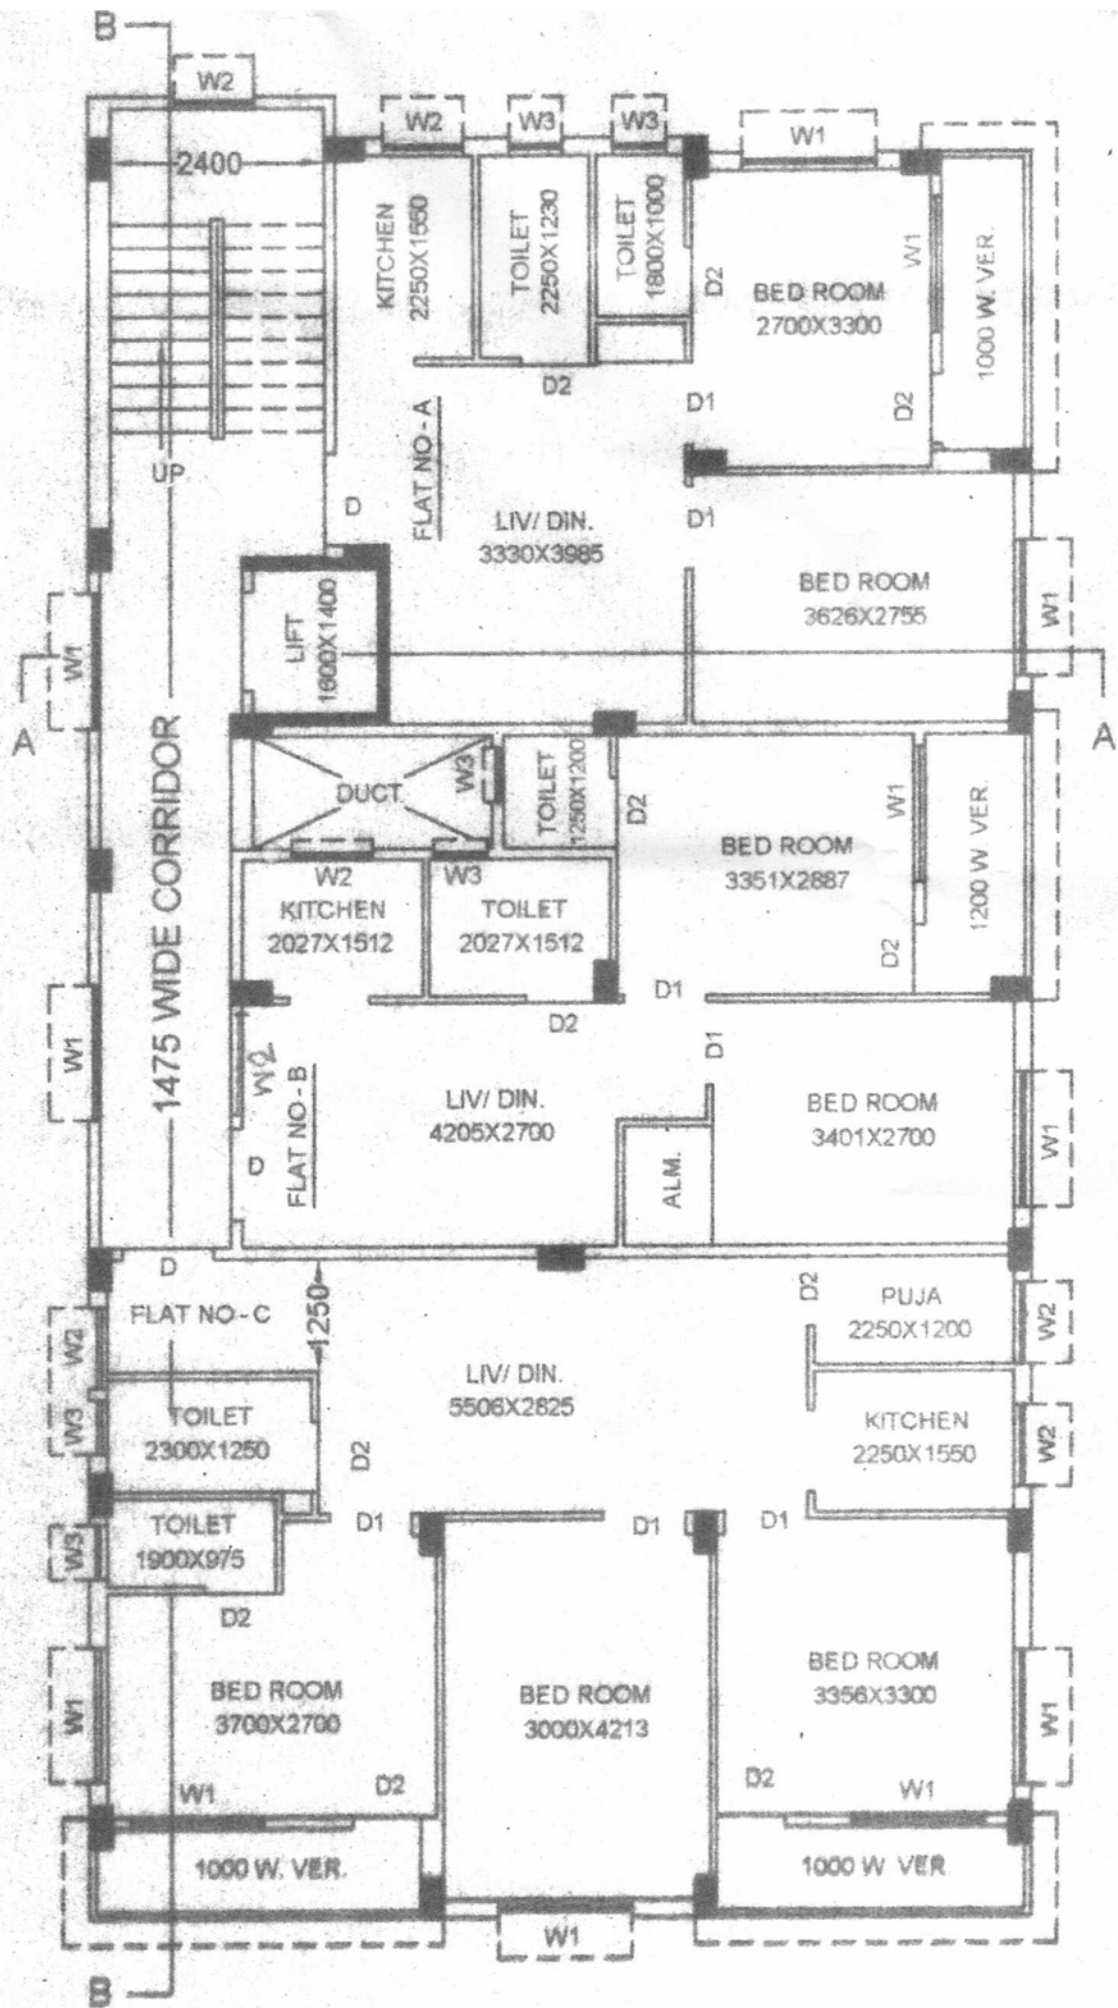 B
W2
2400
W2
W3
W3
W1
KITCHEN
2250X1550
TOILET
2250X1230
TOILET
1800X1000
D2
BED ROOM
2700X3300
W1
1000 W. VER.
D2
D1
D2
UP
FLAT NO - A
D
LIV/ DIN.
3330X3985
D1
BED ROOM
3626X2755
W1
LIFT
1600X1400
W1
A
A
1475 WIDE CORRIDOR
DUCT
W3
TOILET
1250X1200
D2
W1
BED ROOM
3351X2887
1200 W. VER.
W2
W3
KITCHEN
2027X1512
TOILET
2027X1512
D2
D1
D2
W1
W2
D1
FLAT NO - B
LIV/ DIN.
4205X2700
BED ROOM
3401X2700
W1
D
ALM.
D
FLAT NO - C
1250
D2
PUJA
2250X1200
W2
W2
LIV/ DIN.
5506X2825
TOILET
2300X1250
W3
D2
KITCHEN
2250X1550
W2
TOILET
1900X975
W3
D1
D1
D1
D2
BED ROOM
3700X2700
BED ROOM
3000X4213
BED ROOM
3356X3300
W1
W1
W1
D2
D2
W1
1000 W. VER.
1000 W VER
W1
B